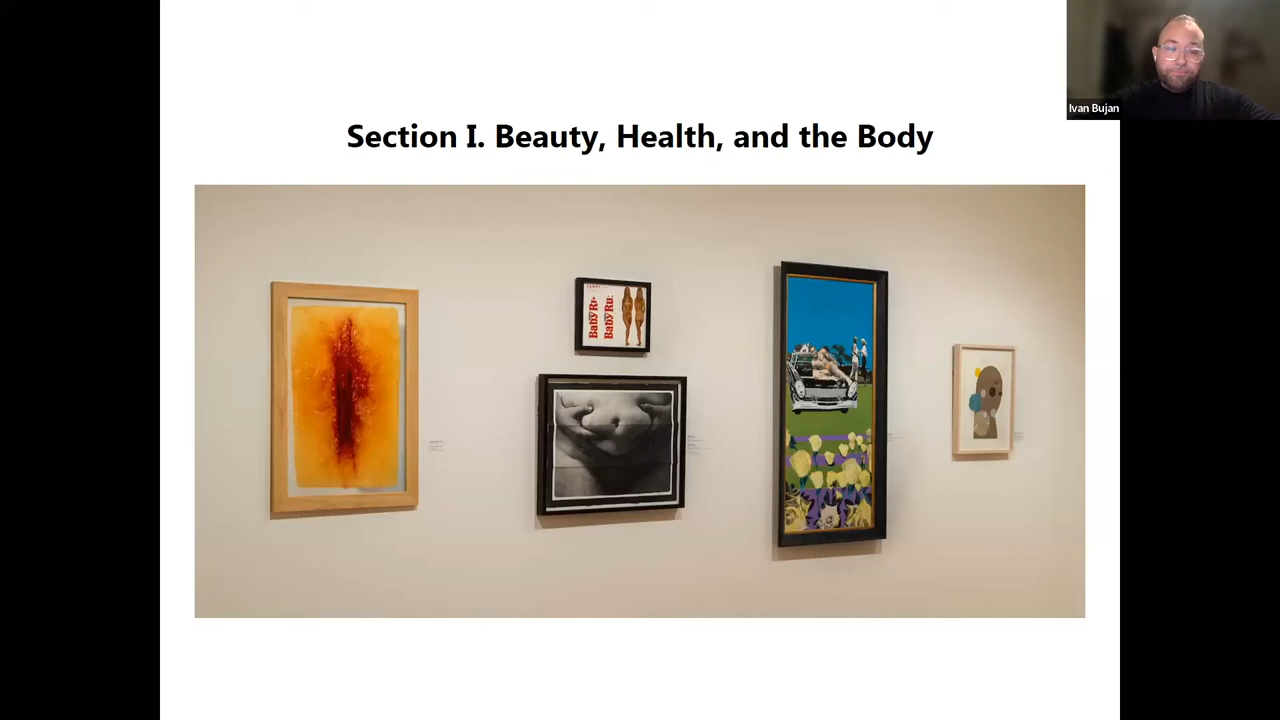 Ivan Bujan
Section I. Beauty, Health, and the Body
Baby Ru
Baby Ru